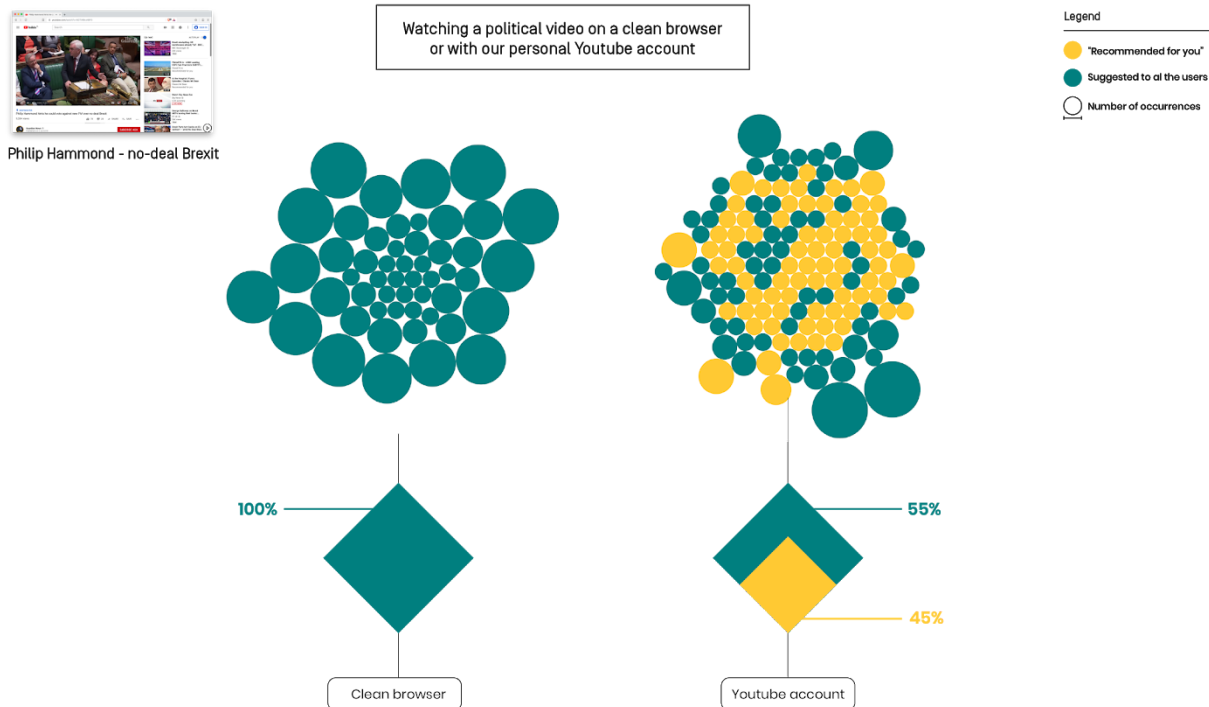 Watching a political video on a clean browser
or with our personal Youtube account
Legend
"Recommended for you"
Suggested to al the users
Number of occurrences
Philip Hammond - no-deal Brexit
100%
55%
45%
Clean browser
Youtube account